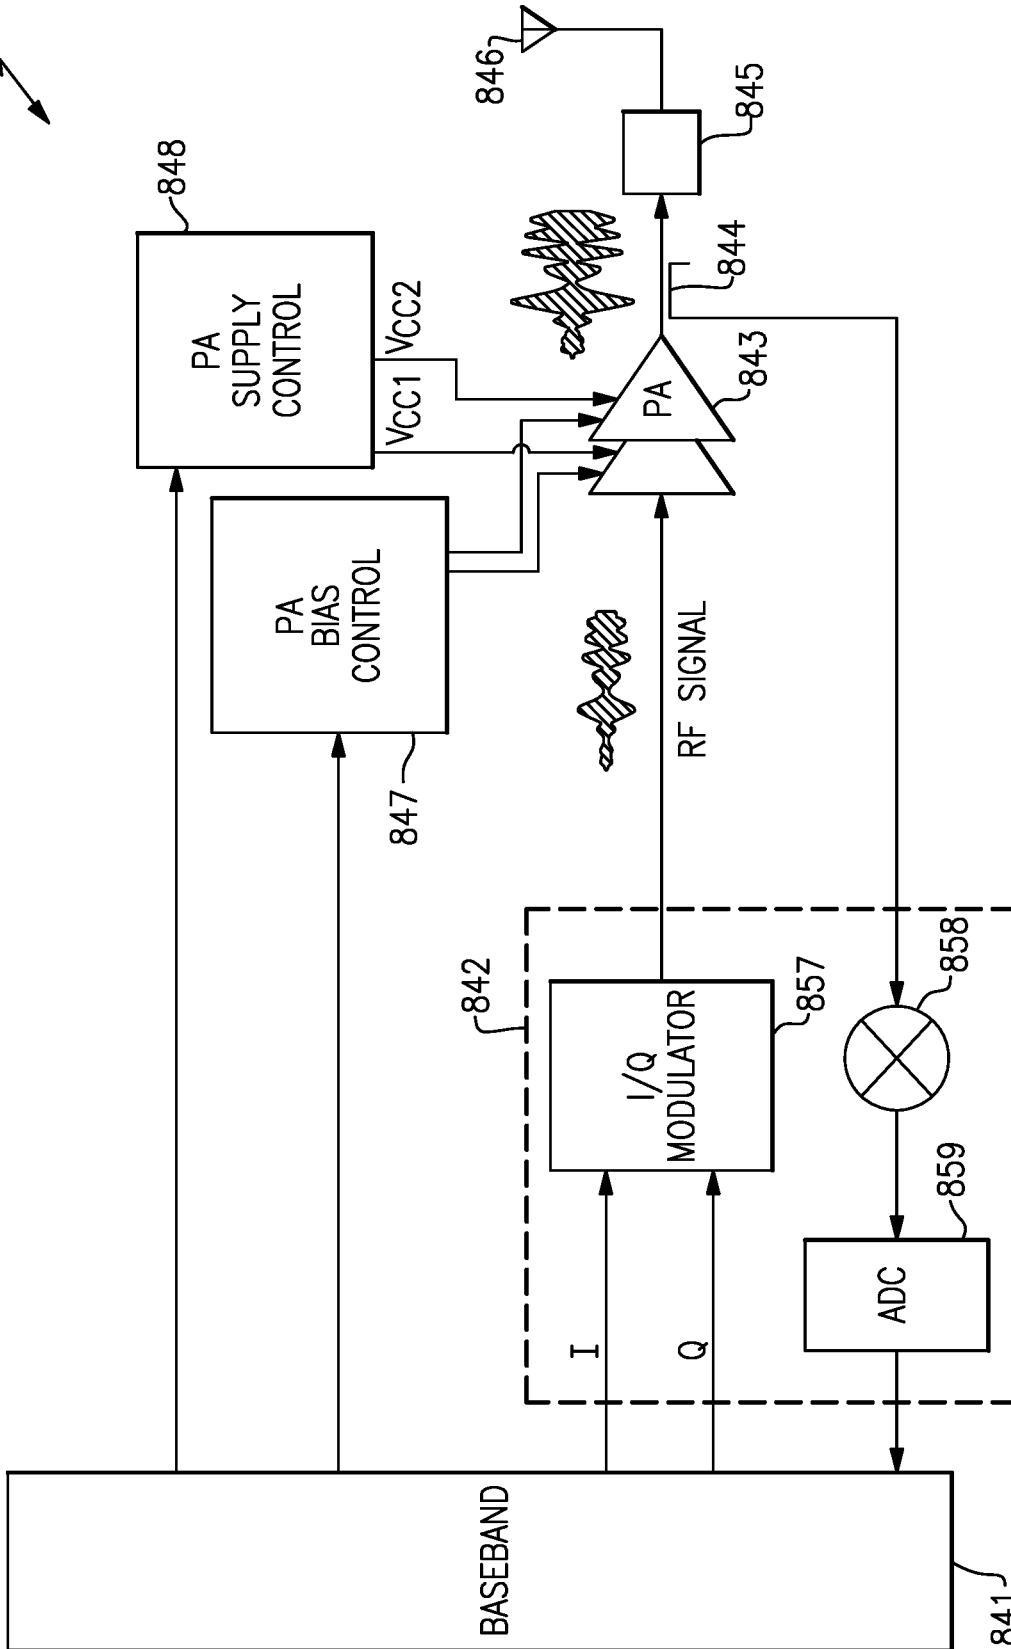 848
PA
SUPPLY
CONTROL
VCC1
VCC2
PA
BIAS
CONTROL
847
846
845
844
PA
843
RF SIGNAL
842
I/Q
MODULATOR
857
858
859
ADC
I
Q
BASEBAND
841